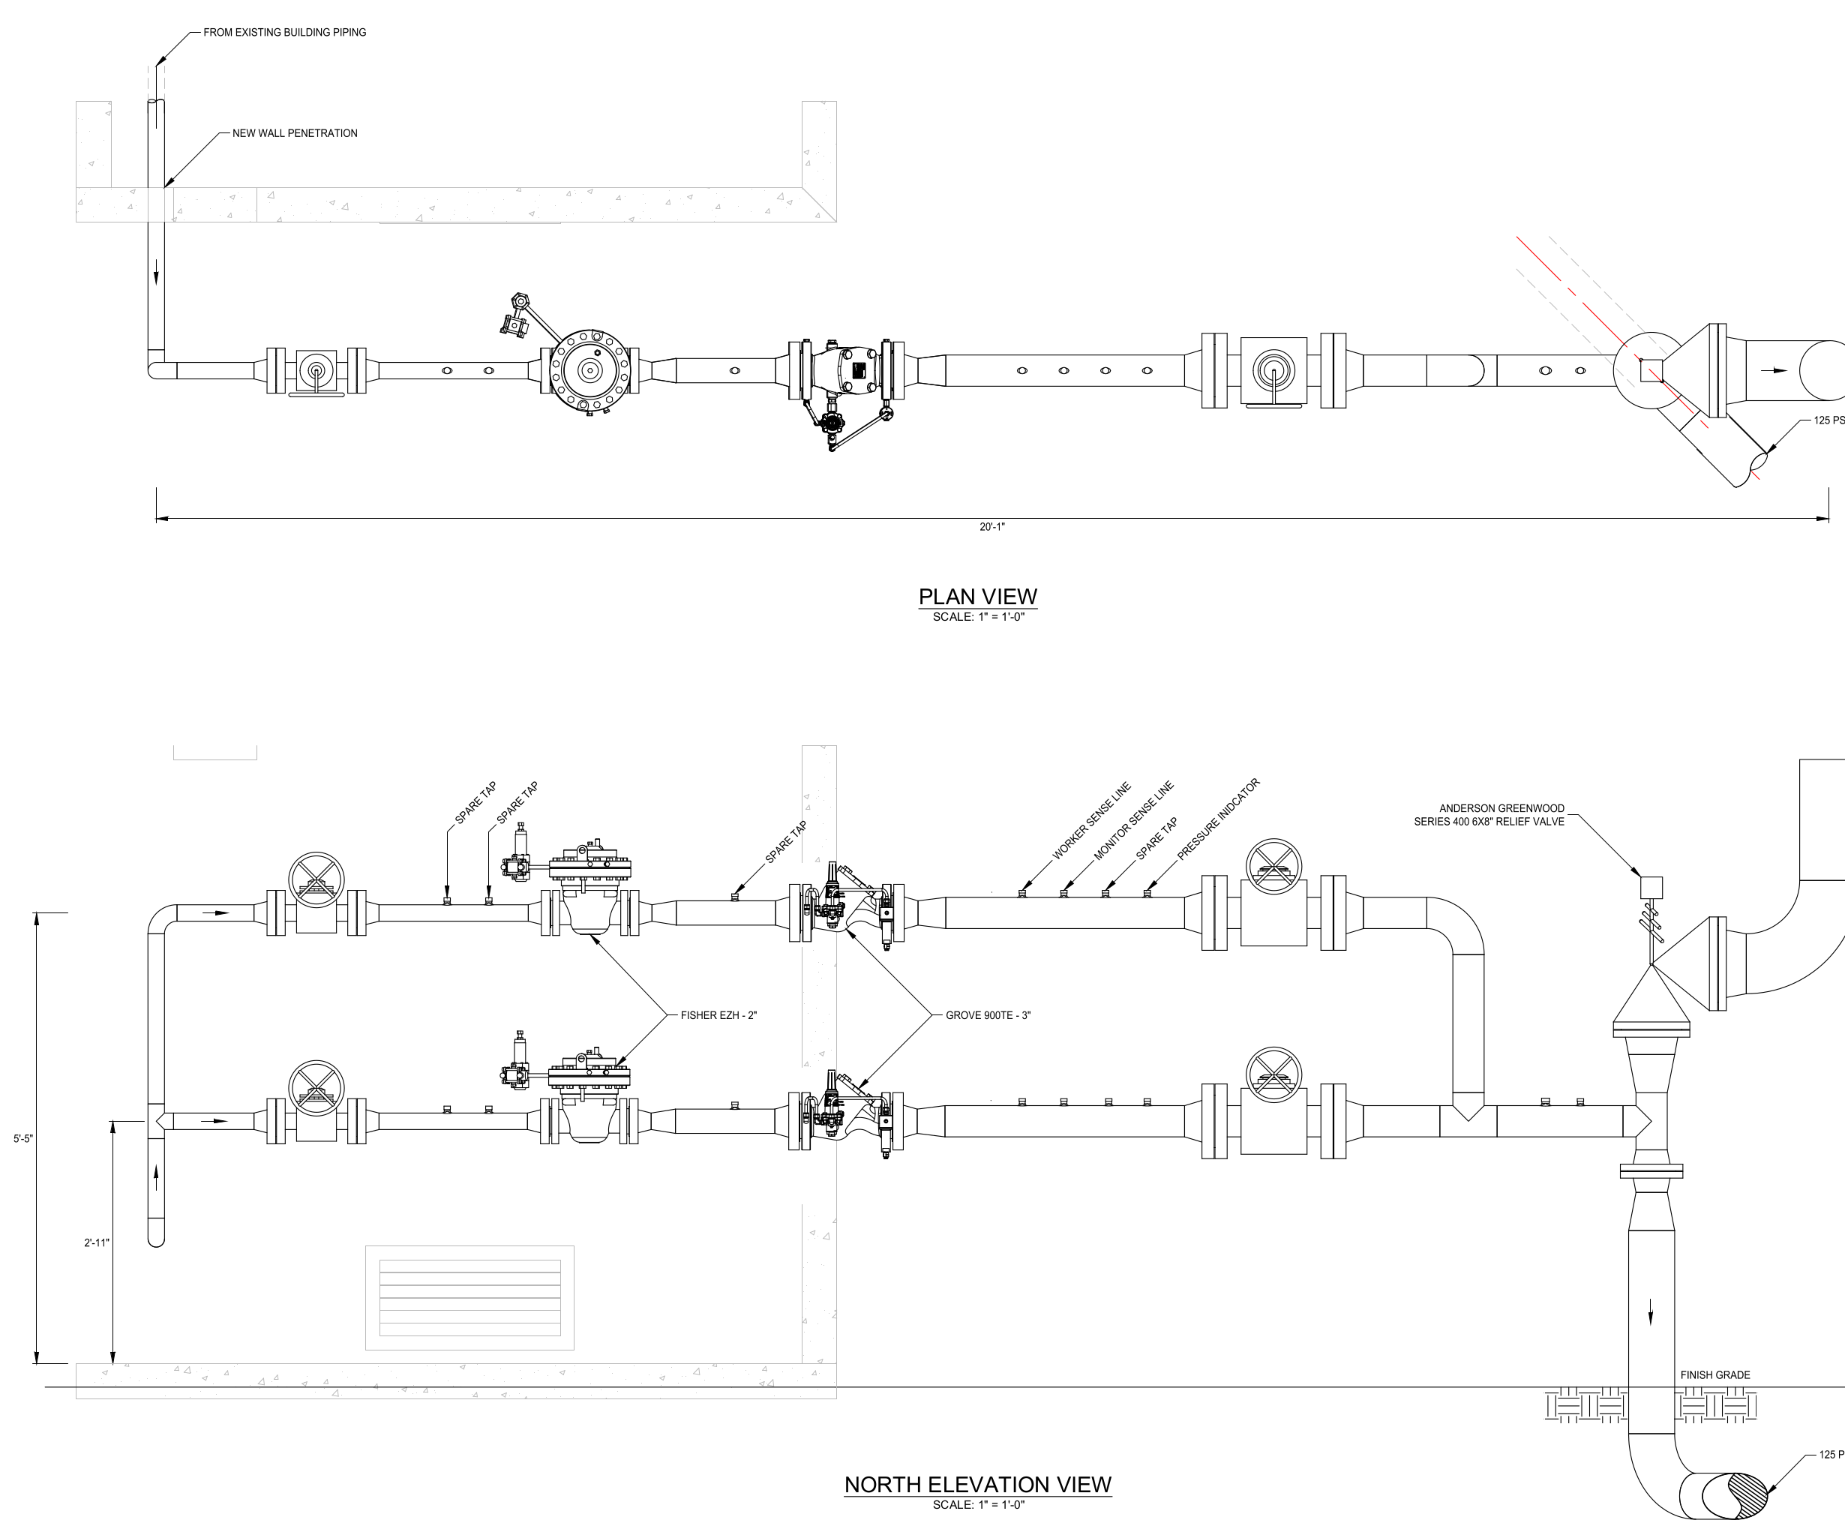 FROM EXISTING BUILDING PIPING
NEW WALL PENETRATION
125 PS
20'-1"
PLAN VIEW
SCALE: 1" = 1'-0"
SPARE TAP
SPARE TAP
SPARE TAP
WORKER SENSE LINE
MONITOR SENSE LINE
SPARE TAP
PRESSURE INIDCATOR
ANDERSON GREENWOOD
SERIES 400 6X8" RELIEF VALVE
FISHER EZH - 2"
GROVE 900TE - 3"
5'-5"
2'-11"
FINISH GRADE
125 P
NORTH ELEVATION VIEW
SCALE: 1" = 1'-0"